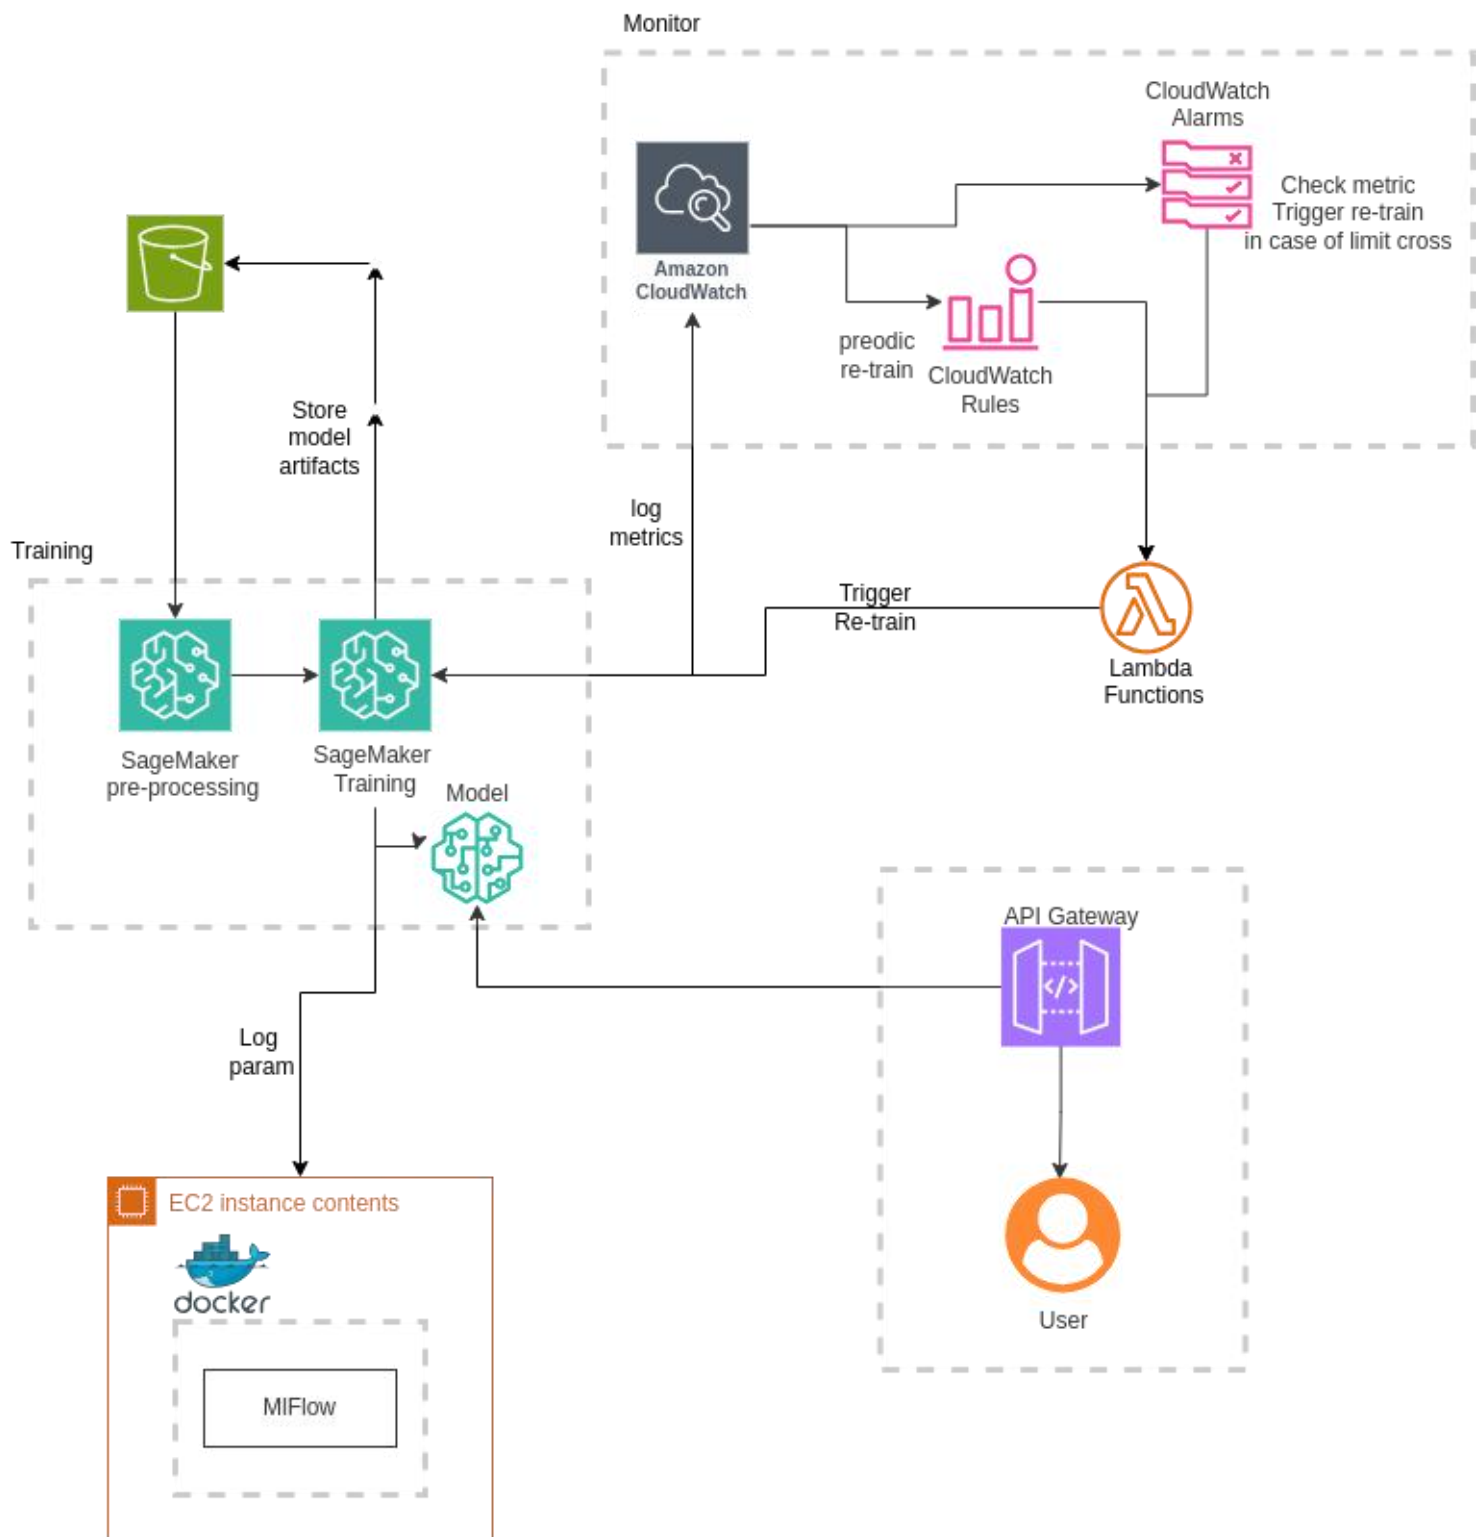 Monitor
CloudWatch
Alarms
Check metric
Trigger re-train
in case of limit cross
Amazon
CloudWatch
preodic
re-train
CloudWatch
Rules
Store
model
artifacts
log
metrics
Training
Trigger
Re-train
Lambda
Functions
SageMaker
pre-processing
SageMaker
Training
Model
API Gateway
</>
Log
param
EC2 instance contents
docker
User
MlFlow